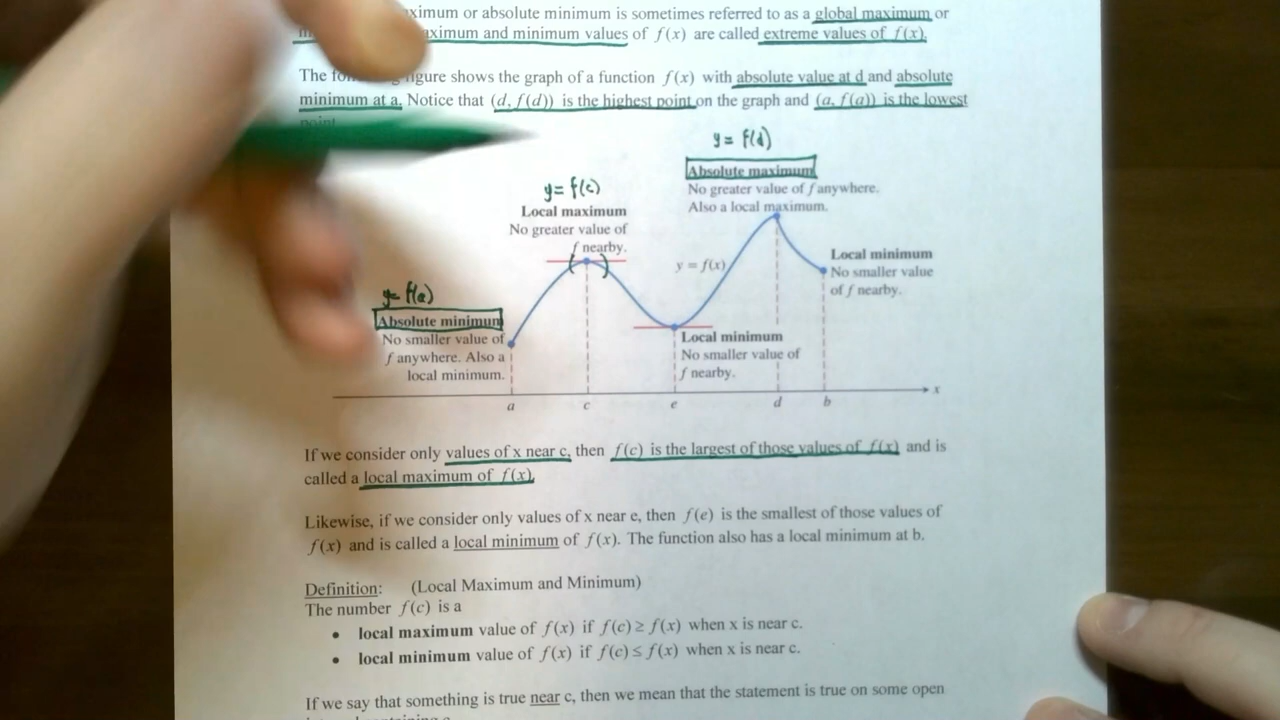 or absolute minimum is sometimes referred to as a global maximum or
and minimum values of f(x) are called extreme values of f(x).
The figure shows the graph of a function f(x) with absolute value at d and absolute
minimum at a. Notice that (d, f(d)) is the highest point on the graph and (a, f(a)) is the lowest
point.
y = f(d)
Absolute maximum
No greater value of f anywhere.
Also a local maximum.
y = f(c)
Local maximum
No greater value of
f nearby.
y = f(x)
Local minimum
No smaller value
of f nearby.
y = f(a)
Absolute minimum
No smaller value of
f anywhere. Also a
local minimum.
Local minimum
No smaller value of
f nearby.
a c e d b x
If we consider only values of x near c, then f(c) is the largest of those values of f(x) and is
called a local maximum of f(x).
Likewise, if we consider only values of x near e, then f(e) is the smallest of those values of
f(x) and is called a local minimum of f(x). The function also has a local minimum at b.
Definition: (Local Maximum and Minimum)
The number f(c) is a
• local maximum value of f(x) if f(c) ≥ f(x) when x is near c.
• local minimum value of f(x) if f(c) ≤ f(x) when x is near c.
If we say that something is true near c, then we mean that the statement is true on some open